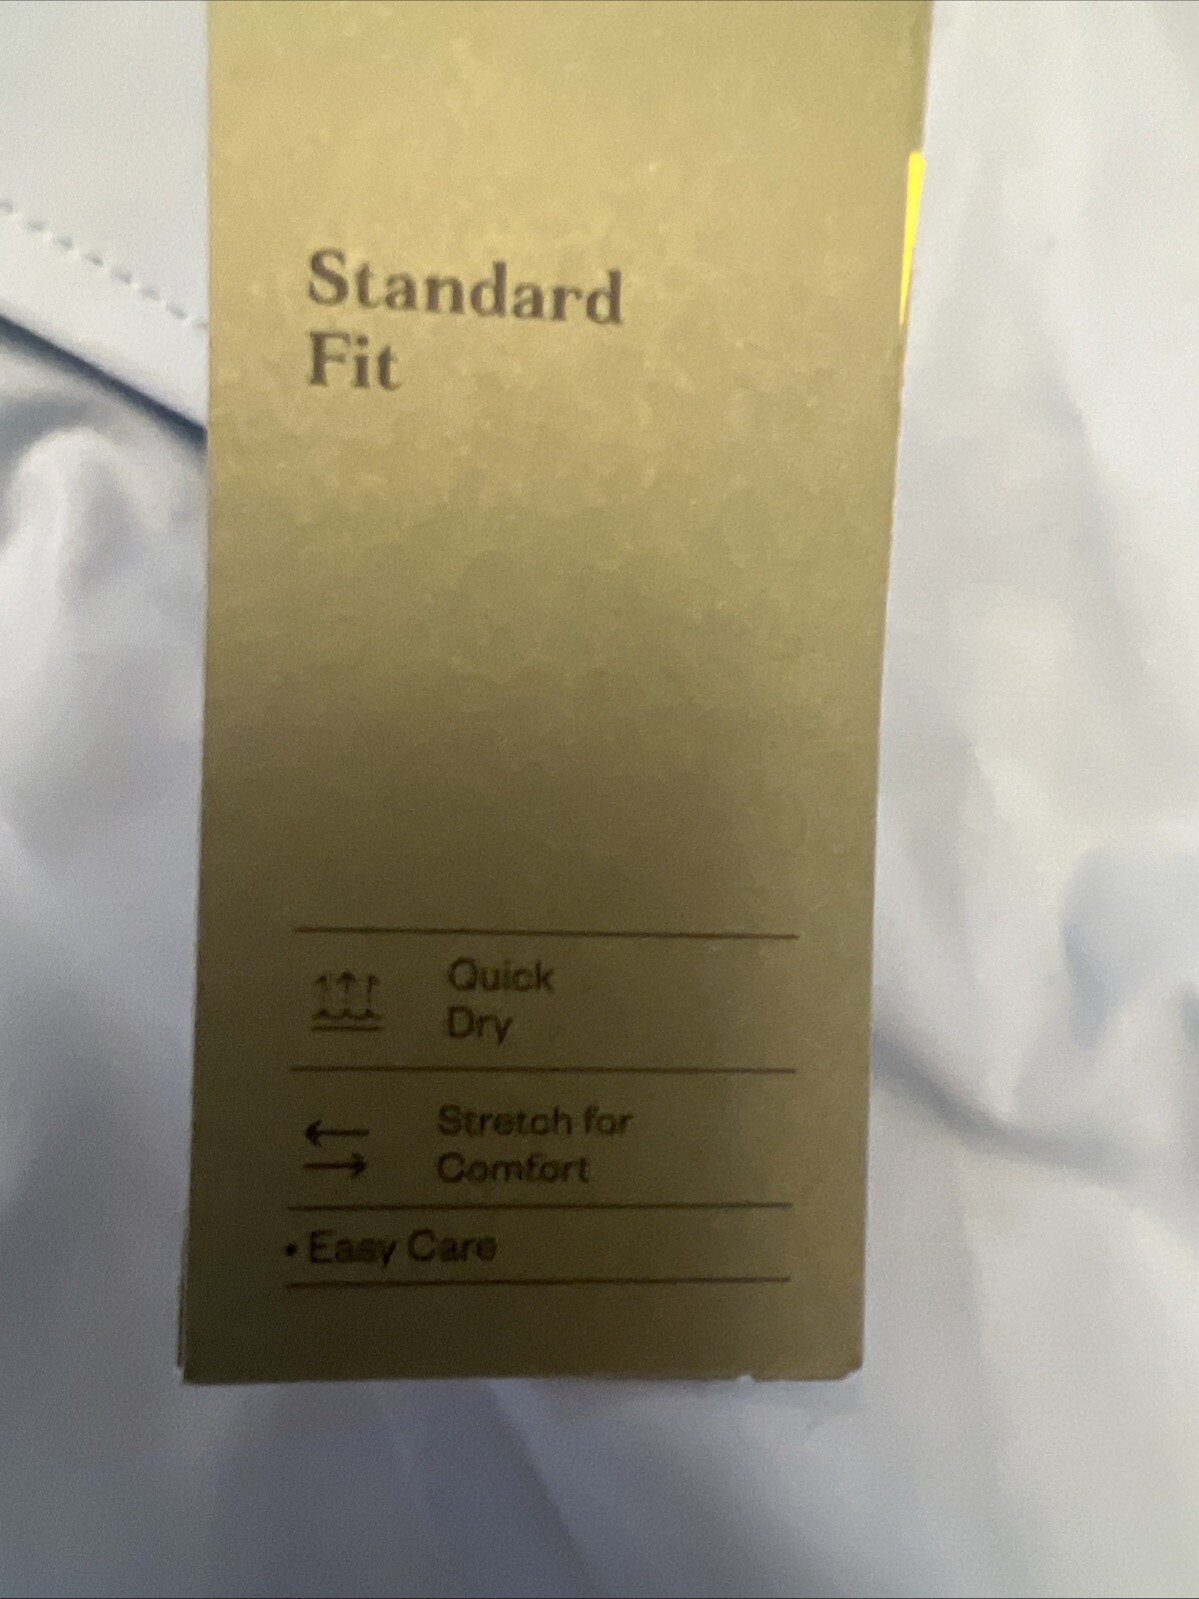 Standard
Fit
Quick
Dry
Stretch for
Comfort
• Easy Care